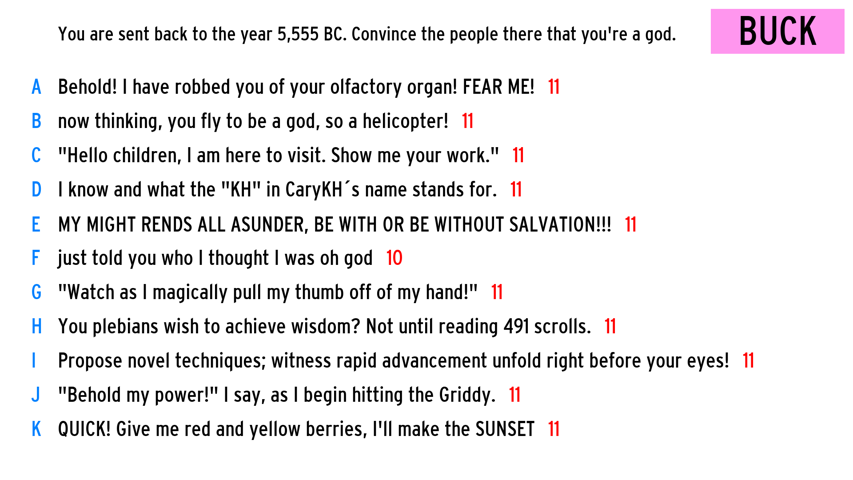 You are sent back to the year 5,555 BC. Convince the people there that you're a god.
BUCK
A Behold! I have robbed you of your olfactory organ! FEAR ME! 11
B now thinking, you fly to be a god, so a helicopter! 11
C "Hello children, I am here to visit. Show me your work." 11
D I know and what the "KH" in CaryKH´s name stands for. 11
E MY MIGHT RENDS ALL ASUNDER, BE WITH OR BE WITHOUT SALVATION!!! 11
F just told you who I thought I was oh god 10
G "Watch as I magically pull my thumb off of my hand!" 11
H You plebians wish to achieve wisdom? Not until reading 491 scrolls. 11
I Propose novel techniques; witness rapid advancement unfold right before your eyes! 11
J "Behold my power!" I say, as I begin hitting the Griddy. 11
K QUICK! Give me red and yellow berries, I'll make the SUNSET 11